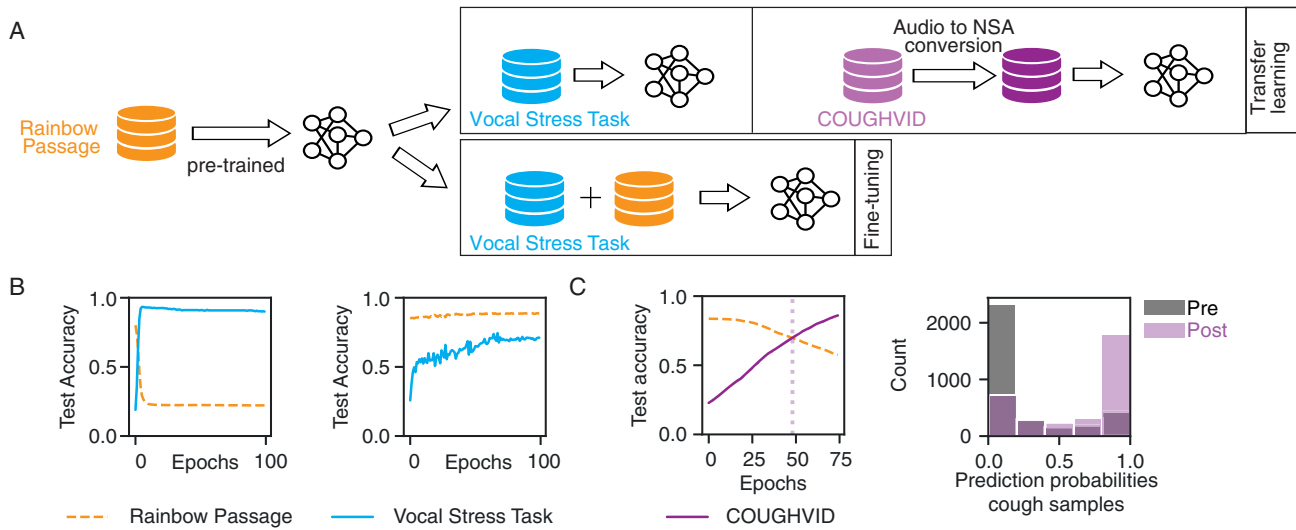 A
Rainbow
Passage
pre-trained
Vocal Stress Task
Audio to NSA
conversion
COUGHVID
Transfer
learning
+
Vocal Stress Task
Fine-tuning
B
Test Accuracy
1.0
0.5
0.0
0
Epochs
100
Test Accuracy
1.0
0.5
0.0
0
Epochs
100
C
Test accuracy
1.0
0.5
0.0
0
25
50
75
Epochs
Count
2000
1000
0
0.0
0.5
1.0
Prediction probabilities
cough samples
Pre
Post
Rainbow Passage
Vocal Stress Task
COUGHVID